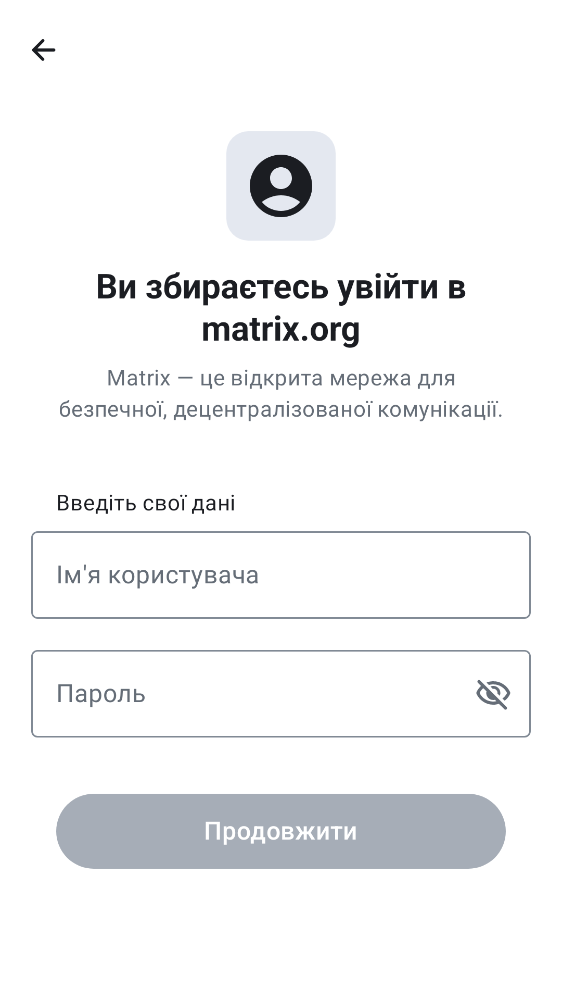 Ви збираєтесь увійти в
matrix.org
Matrix — це відкрита мережа для
безпечної, децентралізованої комунікації.
Введіть свої дані
Ім'я користувача
Пароль
Продовжити